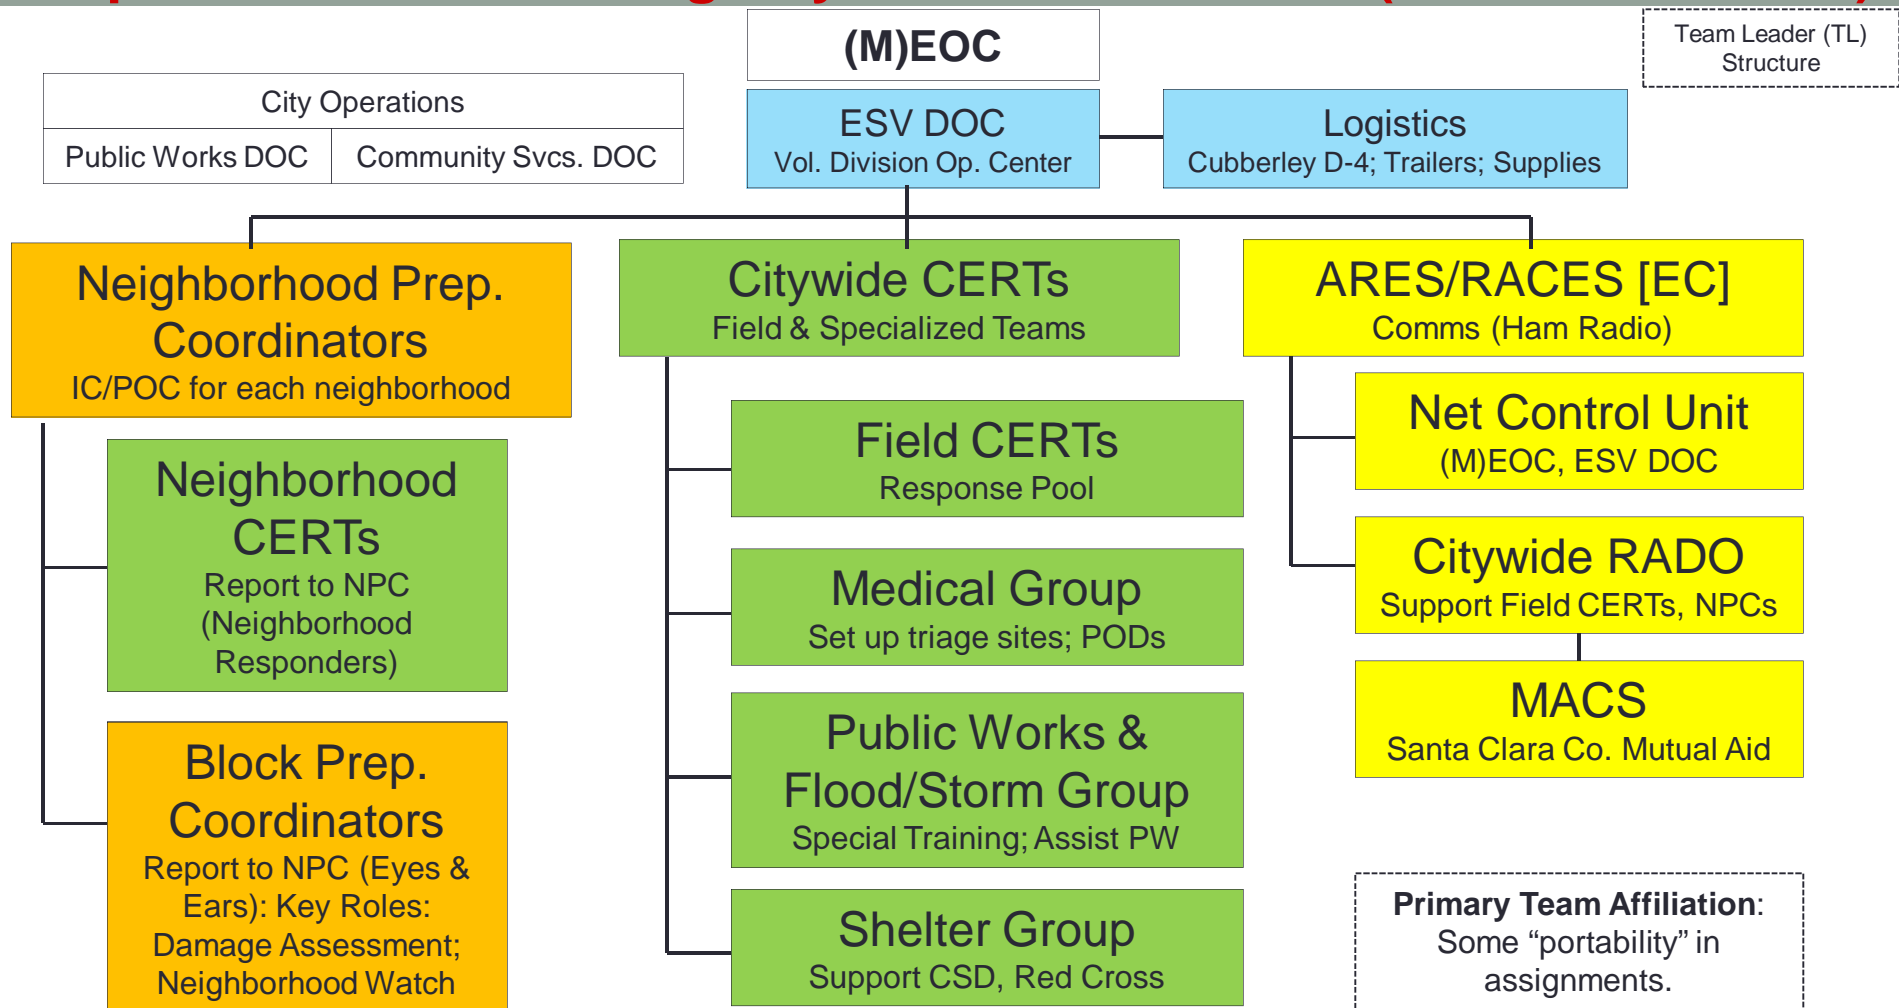 (M)EOC
Team Leader (TL)
Structure
City Operations
Public Works DOC
Community Svcs. DOC
ESV DOC
Vol. Division Op. Center
Logistics
Cubberley D-4; Trailers; Supplies
Neighborhood Prep.
Coordinators
IC/POC for each neighborhood
Neighborhood
CERTs
Report to NPC
(Neighborhood
Responders)
Block Prep.
Coordinators
Report to NPC (Eyes &
Ears): Key Roles:
Damage Assessment;
Neighborhood Watch
Citywide CERTs
Field & Specialized Teams
Field CERTs
Response Pool
Medical Group
Set up triage sites; PODs
Public Works &
Flood/Storm Group
Special Training; Assist PW
Shelter Group
Support CSD, Red Cross
ARES/RACES [EC]
Comms (Ham Radio)
Net Control Unit
(M)EOC, ESV DOC
Citywide RADO
Support Field CERTs, NPCs
MACS
Santa Clara Co. Mutual Aid
Primary Team Affiliation:
Some “portability” in
assignments.